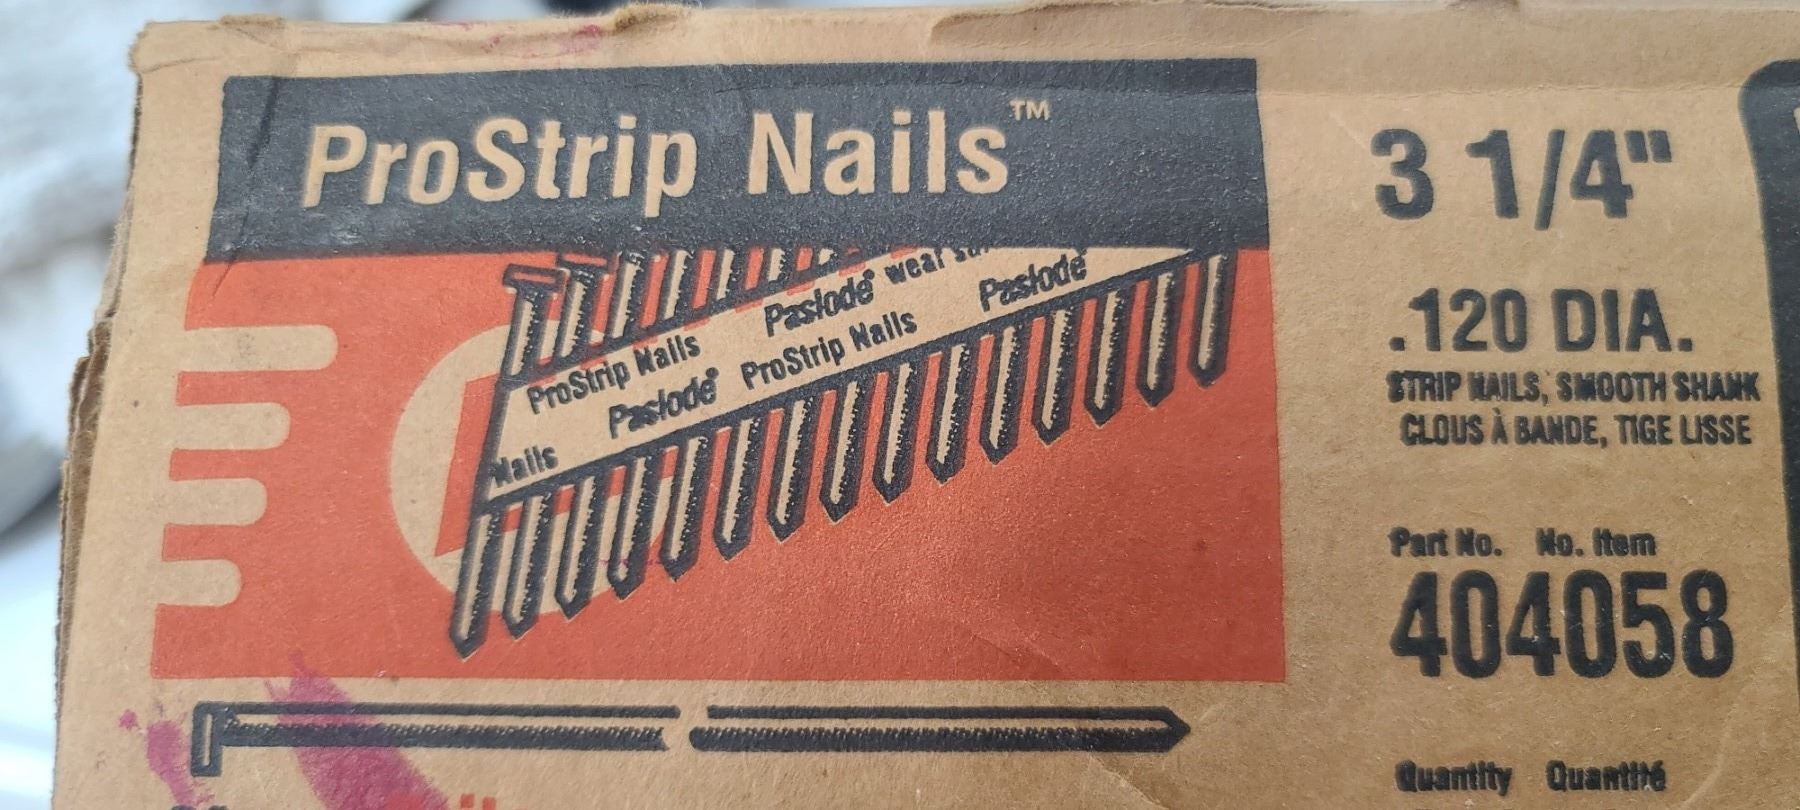 ProStrip Nails™
3 1/4"
.120 DIA.
STRIP NAILS, SMOOTH SHANK
CLOUS À BANDE, TIGE LISSE
Part No. No. Item
404058
Quantity Quantité
Paslode® wear
Paslode®
ProStrip Nails
Paslode® ProStrip Nails
Nails